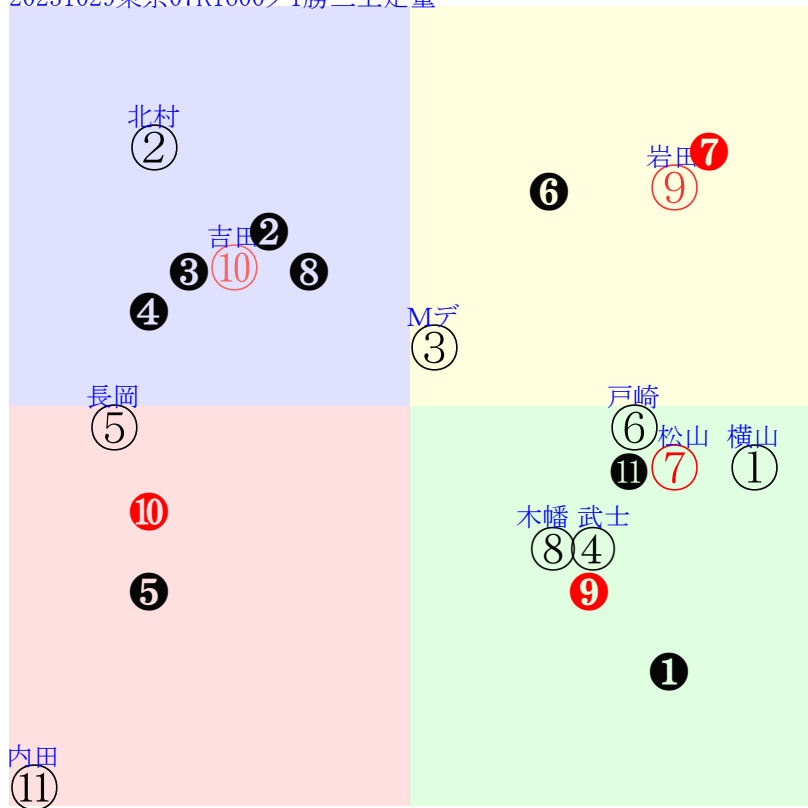 北村
②
岩田 ❼
⑨
❻
吉田 ❷
❸ ⑩ ❽
❹
Mデ
③
長岡
⑤
戸崎
⑥
松山 横山
⓫ ⑦ ①
❿
木幡 武士
⑧ ④
❺
❾
❶
内田
⑪